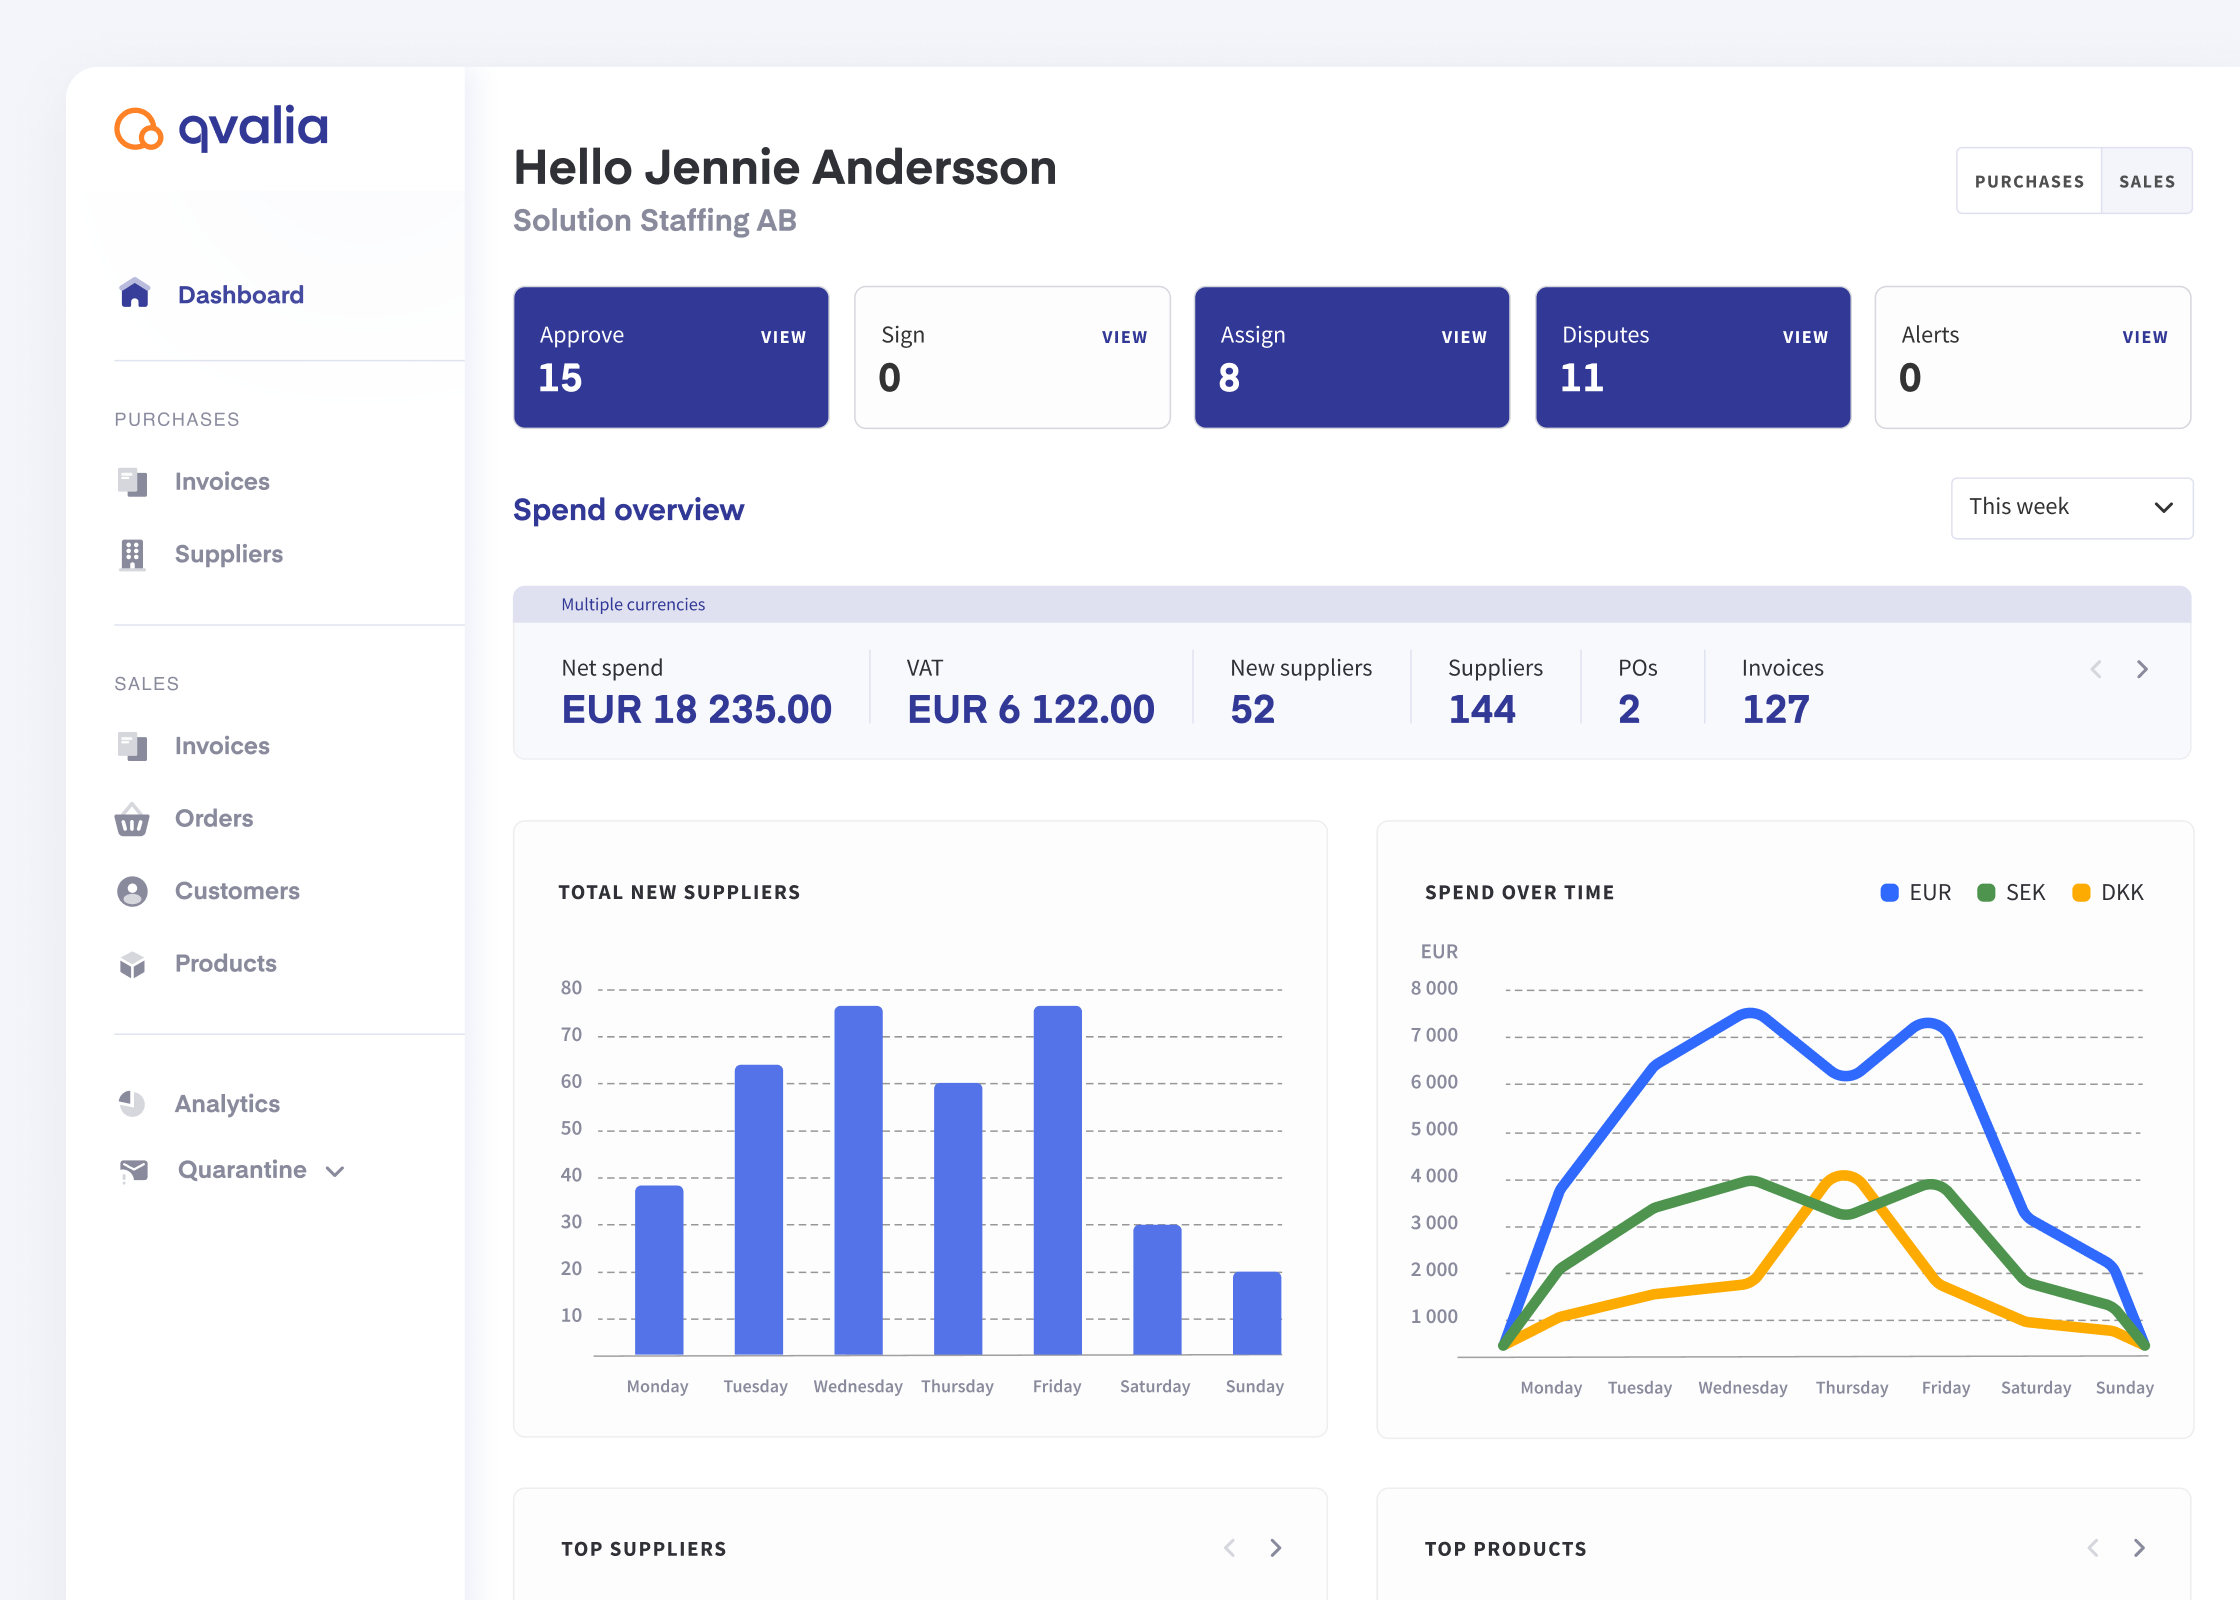 qvalia
Dashboard
PURCHASES
Invoices
Suppliers
SALES
Invoices
Orders
Customers
Products
Analytics
Quarantine
Hello Jennie Andersson
Solution Staffing AB
PURCHASES SALES
Approve VIEW
15
Sign VIEW
0
Assign VIEW
8
Disputes VIEW
11
Alerts VIEW
0
Spend overview
This week
Multiple currencies
Net spend
EUR 18 235.00
VAT
EUR 6 122.00
New suppliers
52
Suppliers
144
POs
2
Invoices
127
TOTAL NEW SUPPLIERS
80
70
60
50
40
30
20
10
Monday Tuesday Wednesday Thursday Friday Saturday Sunday
SPEND OVER TIME
EUR SEK DKK
EUR
8 000
7 000
6 000
5 000
4 000
3 000
2 000
1 000
Monday Tuesday Wednesday Thursday Friday Saturday Sunday
TOP SUPPLIERS
TOP PRODUCTS